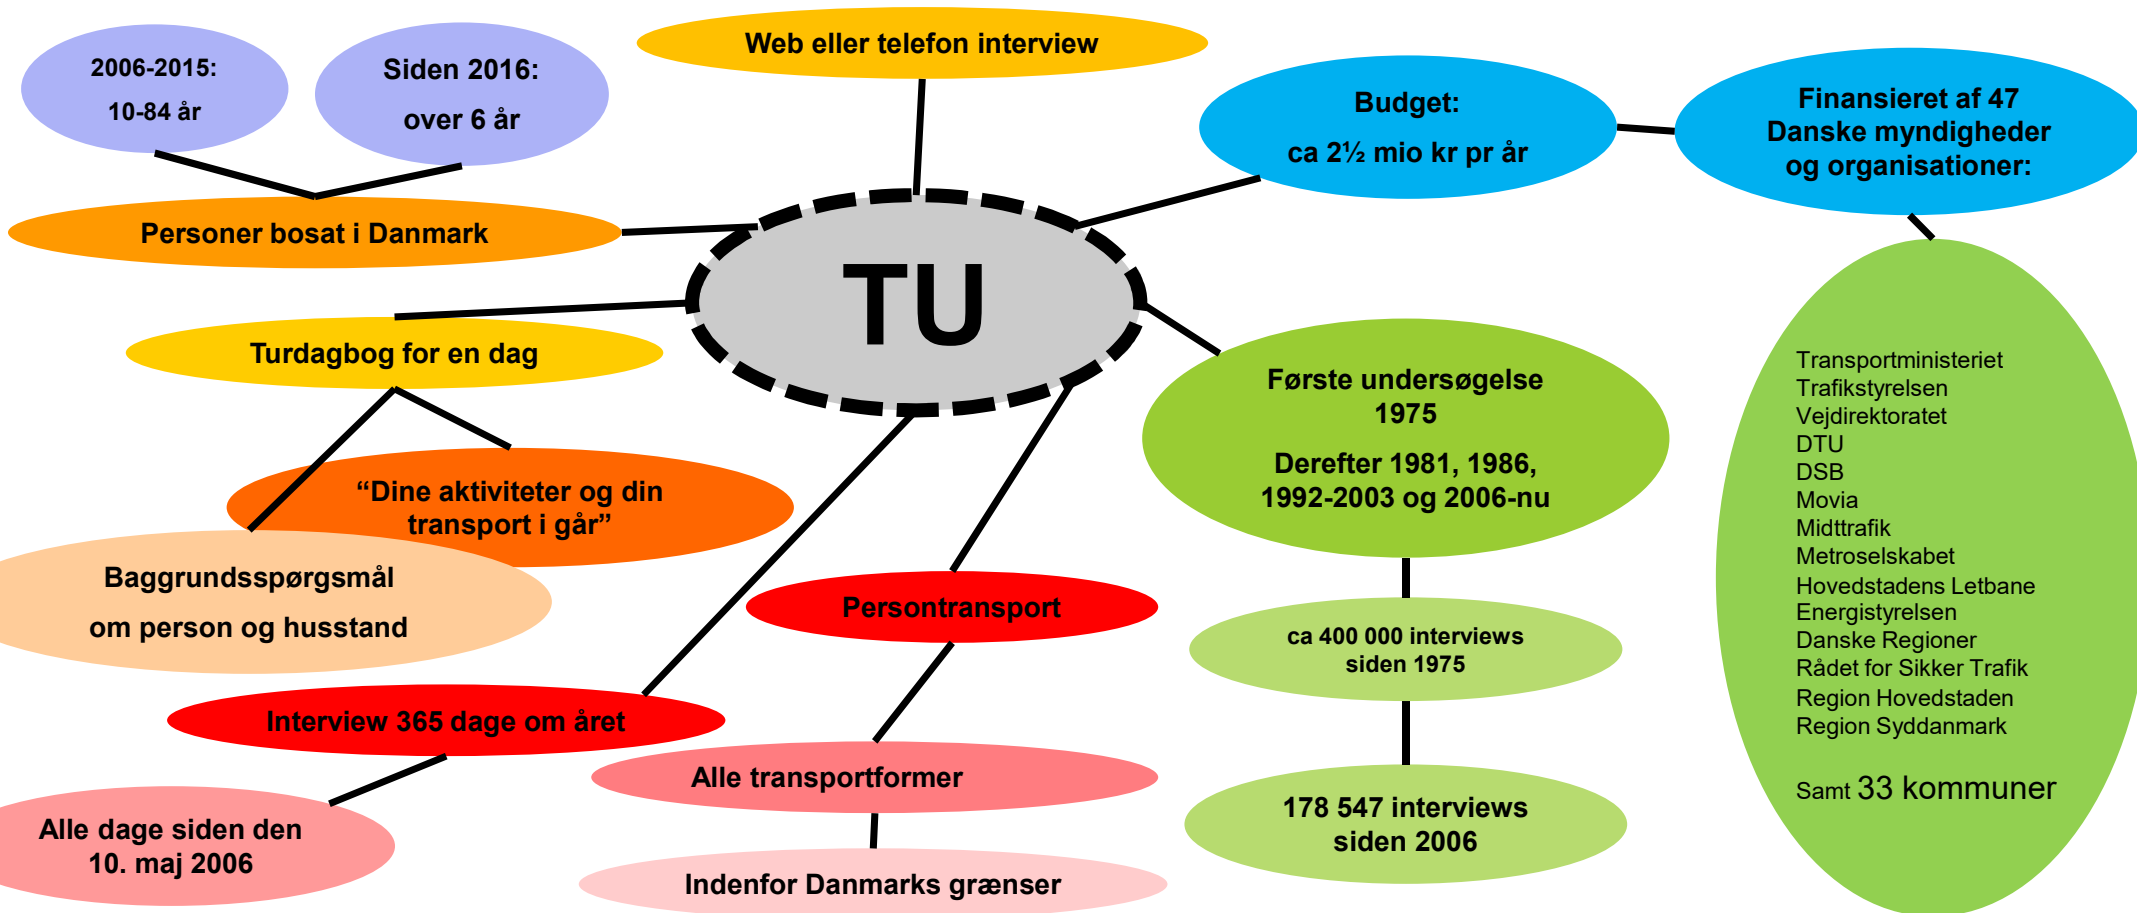 2006-2015:
10-84 år
Siden 2016:
over 6 år
Web eller telefon interview
Budget:
ca 2½ mio kr pr år
Finansieret af 47
Danske myndigheder
og organisationer:
Personer bosat i Danmark
TU
Turdagbog for en dag
Første undersøgelse
1975
Derefter 1981, 1986,
1992-2003 og 2006-nu
“Dine aktiviteter og din
transport i går”
Baggrundsspørgsmål
om person og husstand
Persontransport
ca 400 000 interviews
siden 1975
Interview 365 dage om året
Alle transportformer
178 547 interviews
siden 2006
Alle dage siden den
10. maj 2006
Indenfor Danmarks grænser
Transportministeriet
Trafikstyrelsen
Vejdirektoratet
DTU
DSB
Movia
Midttrafik
Metroselskabet
Hovedstadens Letbane
Energistyrelsen
Danske Regioner
Rådet for Sikker Trafik
Region Hovedstaden
Region Syddanmark
Samt 33 kommuner